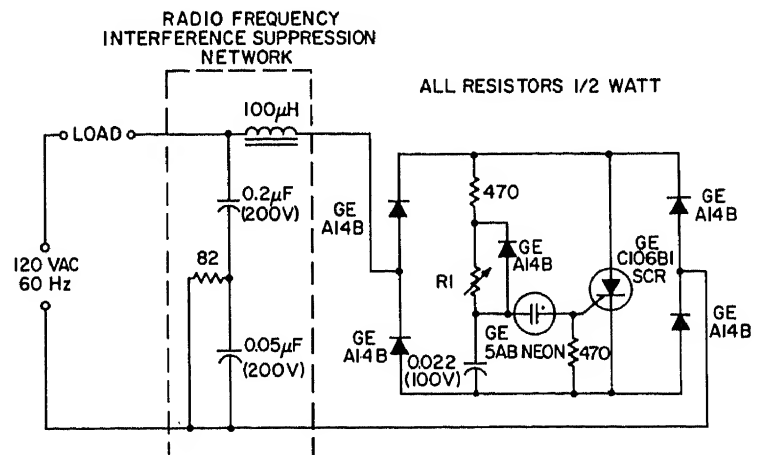 RADIO FREQUENCY
INTERFERENCE SUPPRESSION
NETWORK
ALL RESISTORS 1/2 WATT
100µH
LOAD
0.2µF
(200V)
GE
A14B
470
GE
A14B
GE
A14B
GE
C106B1
SCR
120 VAC
60 Hz
82
R1
GE
A14B
GE
A14B
0.05µF
(200V)
GE
5AB NEON
0.022
(100V)
470